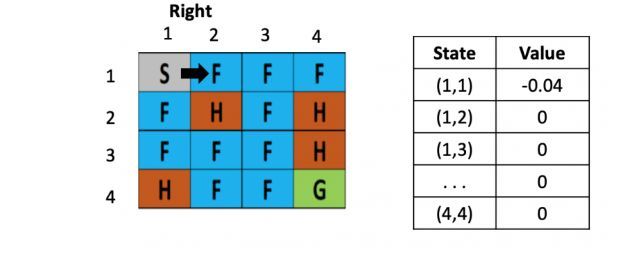 Right
1 2 3 4
1 S F F F
2 F H F H
3 F F F H
4 H F F G
State Value
(1,1) -0.04
(1,2) 0
(1,3) 0
... 0
(4,4) 0